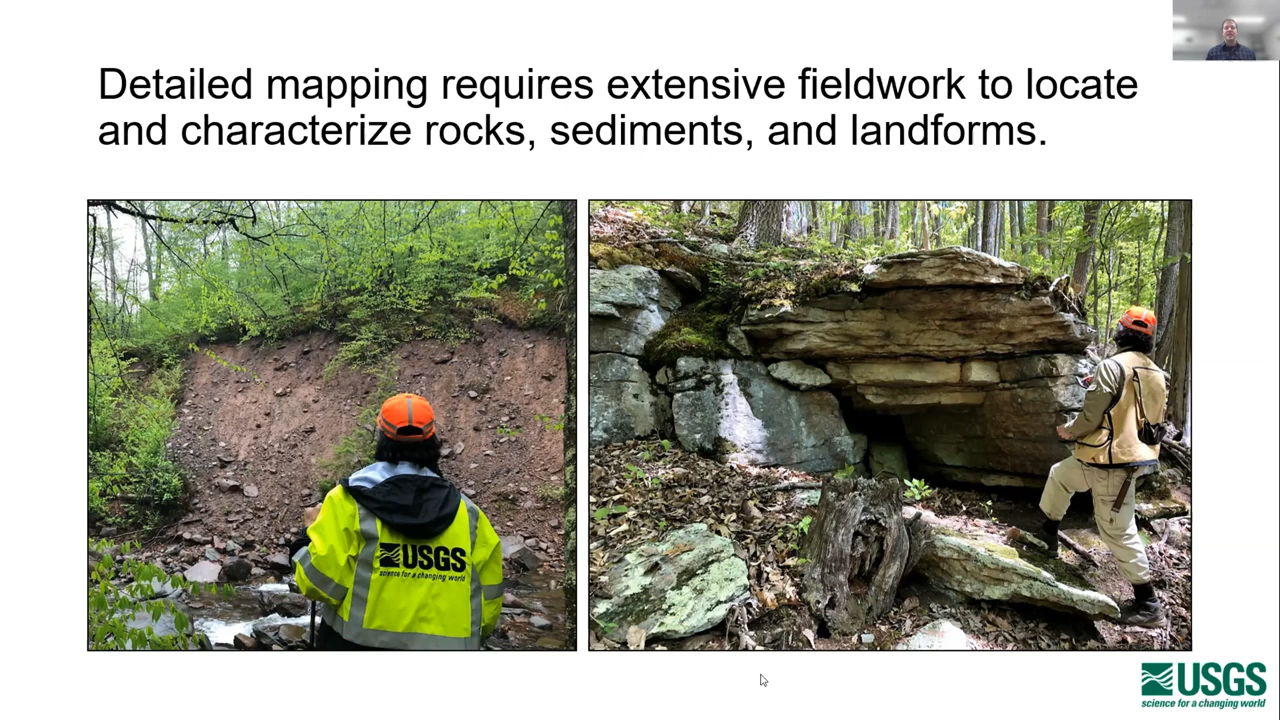 Detailed mapping requires extensive fieldwork to locate
and characterize rocks, sediments, and landforms.
USGS
science for a changing world
USGS
science for a changing world